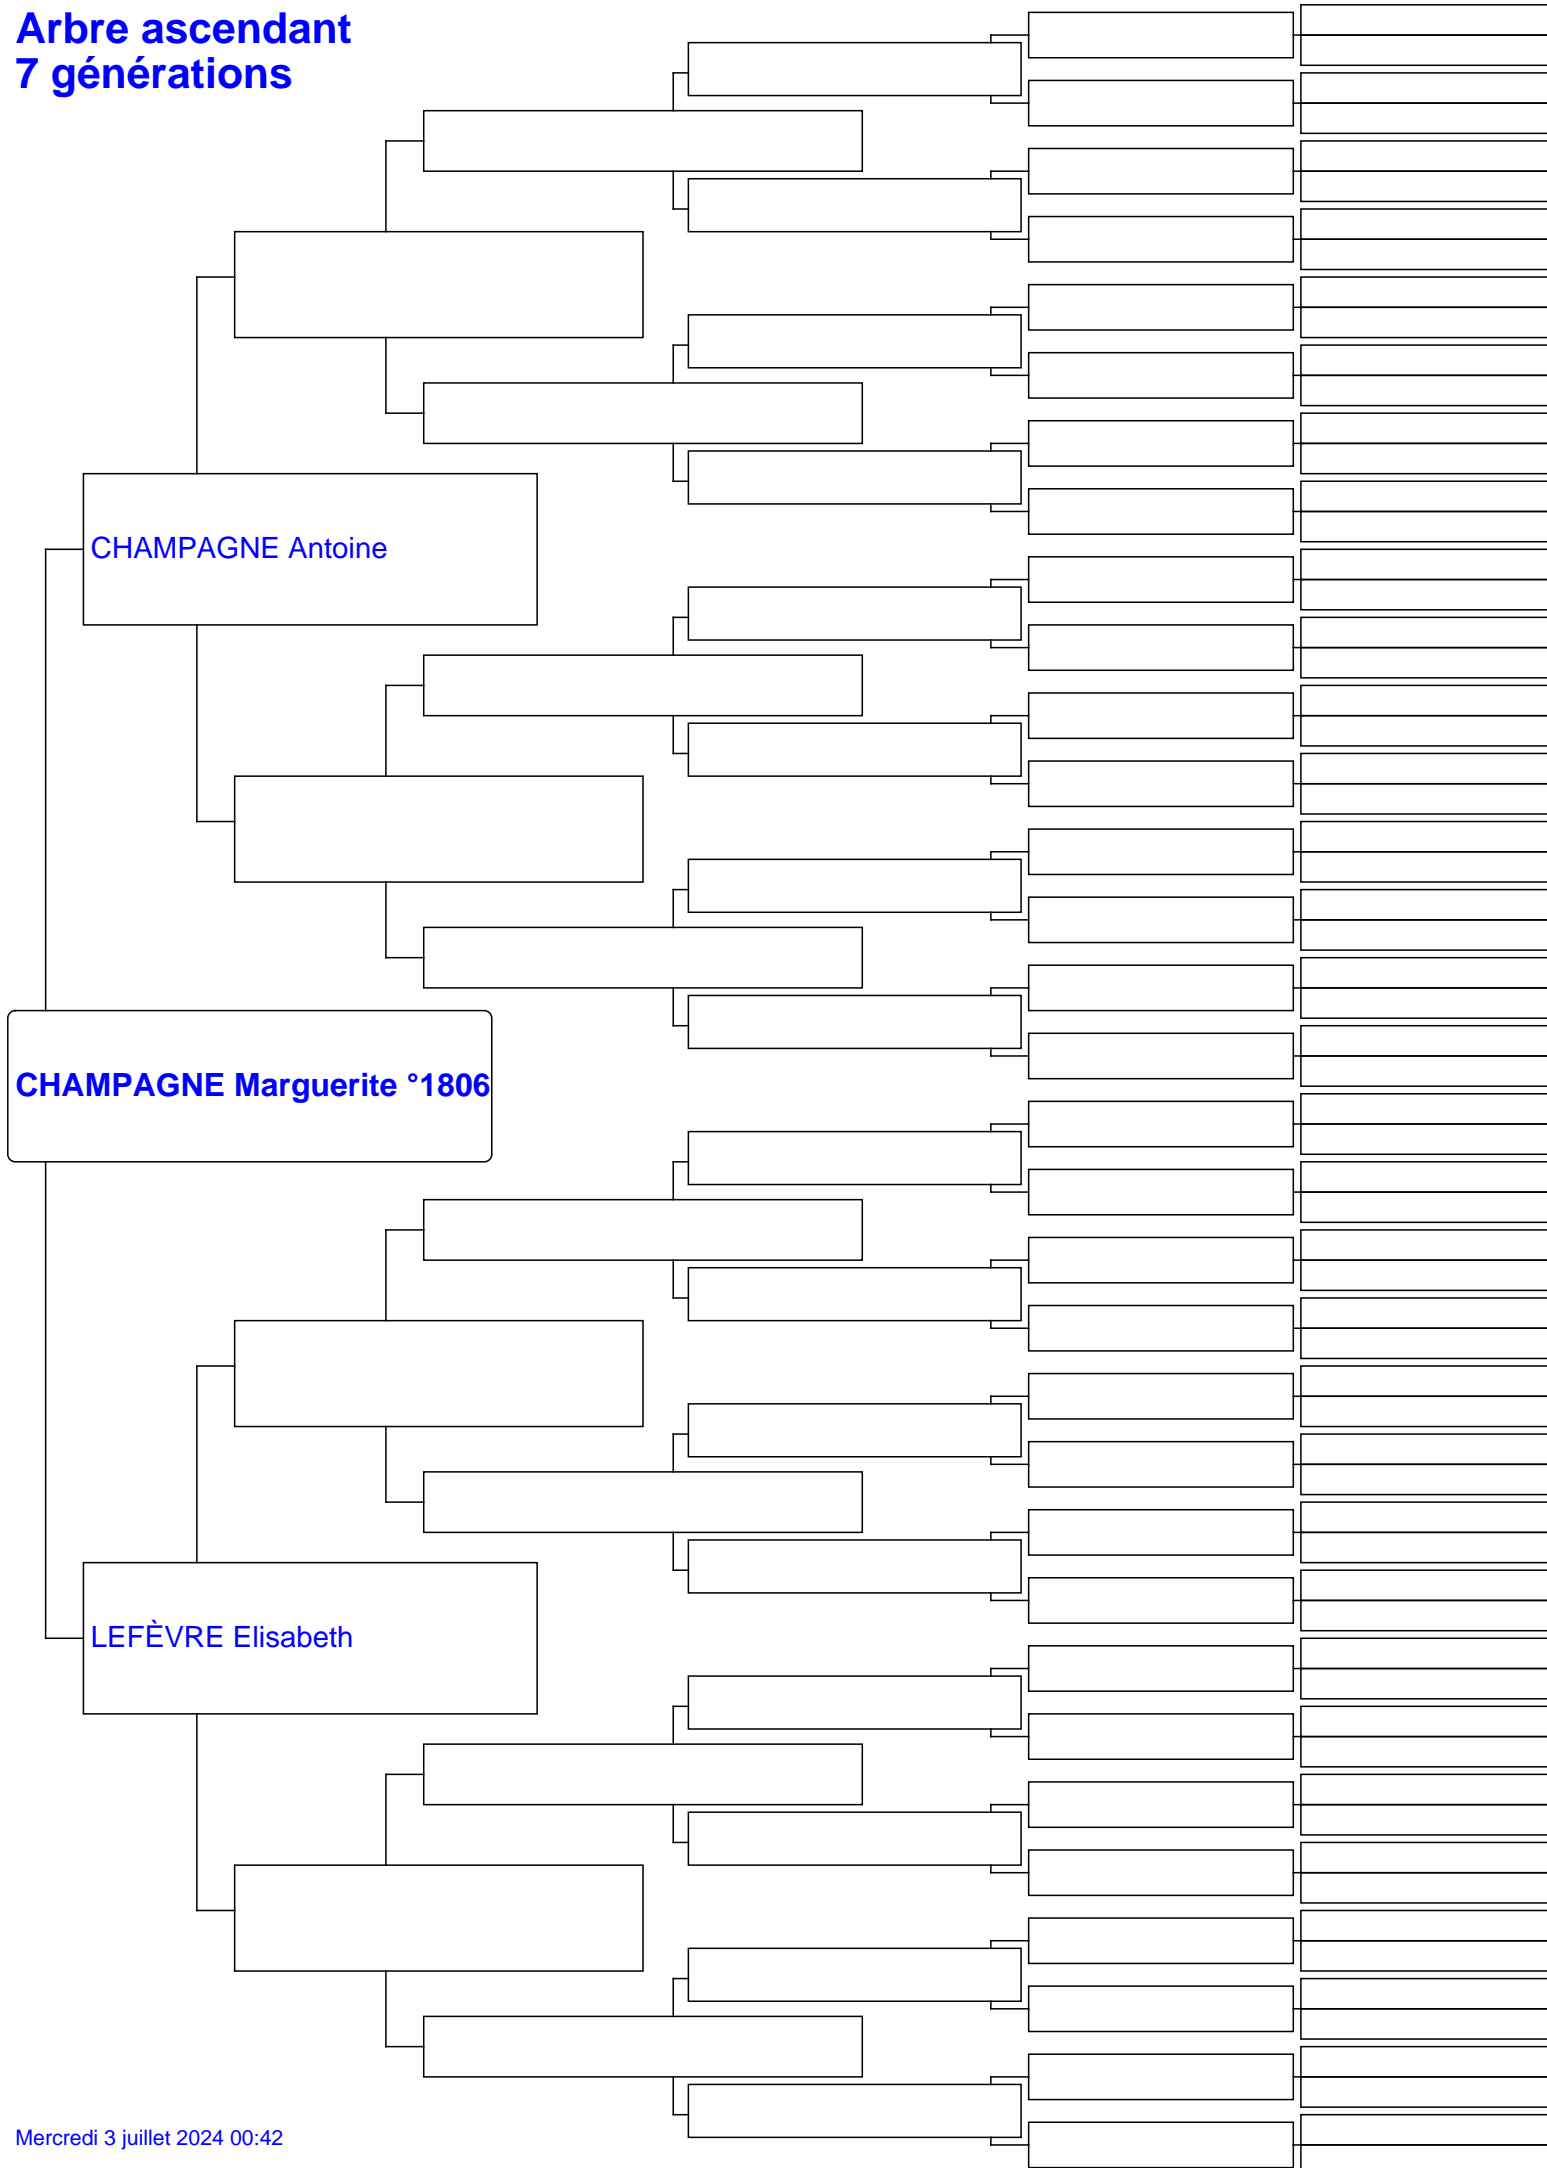 Arbre ascendant
7 générations
CHAMPAGNE Antoine
CHAMPAGNE Marguerite °1806
LEFÈVRE Elisabeth
Mercredi 3 juillet 2024 00:42